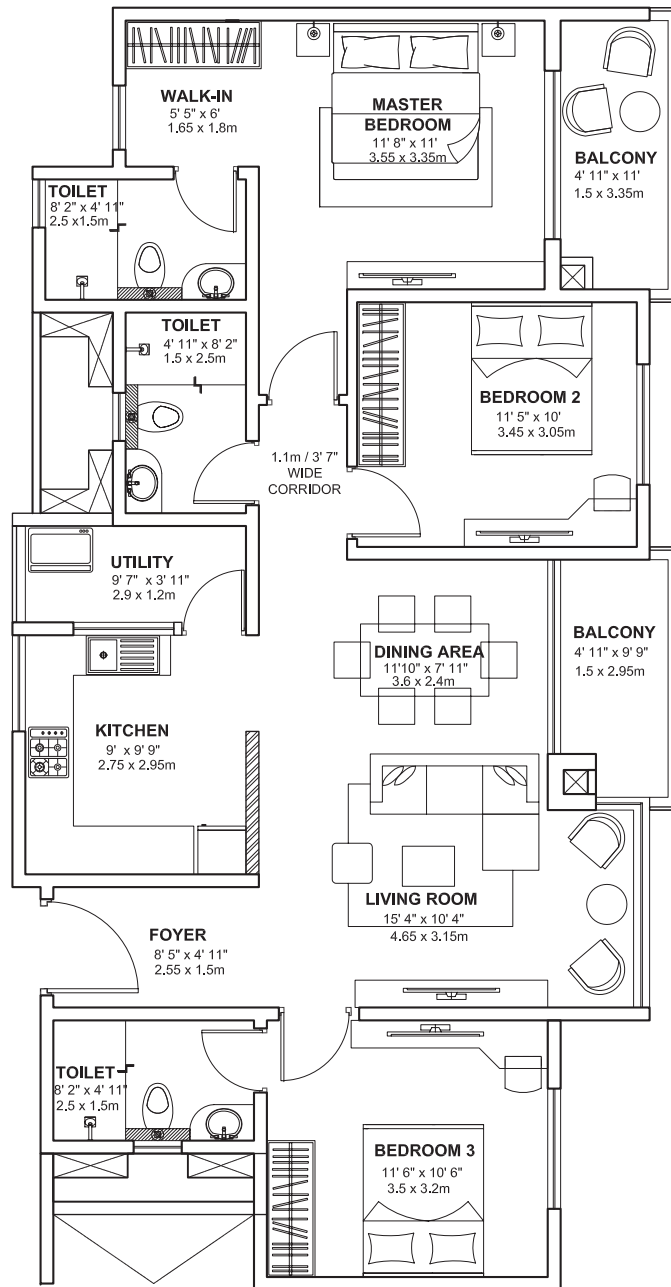 WALK-IN
5' 5" x 6'
1.65 x 1.8m
MASTER
BEDROOM
11' 8" x 11'
3.55 x 3.35m
BALCONY
4' 11" x 11'
1.5 x 3.35m
TOILET
8' 2" x 4' 11"
2.5 x1.5m
TOILET
4' 11" x 8' 2"
1.5 x 2.5m
BEDROOM 2
11' 5" x 10'
3.45 x 3.05m
1.1m / 3' 7"
WIDE
CORRIDOR
UTILITY
9' 7" x 3' 11"
2.9 x 1.2m
DINING AREA
11'10" x 7' 11"
3.6 x 2.4m
BALCONY
4' 11" x 9' 9"
1.5 x 2.95m
KITCHEN
9' x 9' 9"
2.75 x 2.95m
LIVING ROOM
15' 4" x 10' 4"
4.65 x 3.15m
FOYER
8' 5" x 4' 11"
2.55 x 1.5m
TOILET
8' 2" x 4' 11"
2.5 x 1.5m
BEDROOM 3
11' 6" x 10' 6"
3.5 x 3.2m